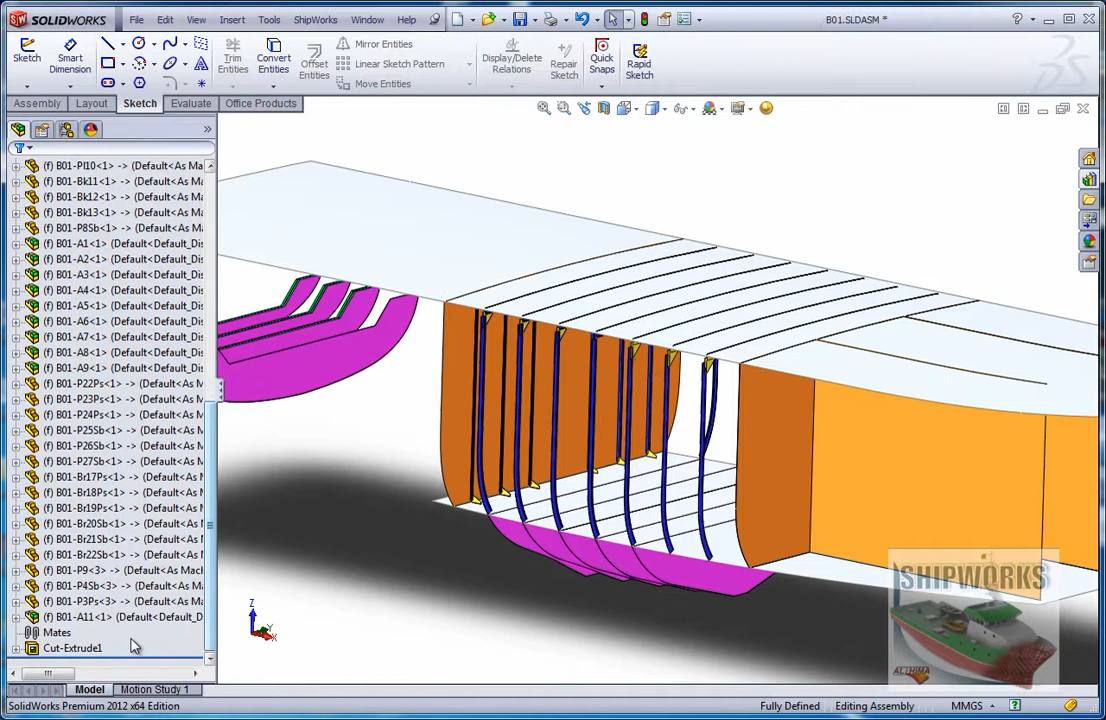 SOLIDWORKS File Edit View Insert Tools ShipWorks Window Help B01.SLDASM *
Sketch Smart Dimension Trim Entities Convert Entities Offset Entities Mirror Entities Linear Sketch Pattern Move Entities Display/Delete Relations Repair Sketch Quick Snaps Rapid Sketch
Assembly Layout Sketch Evaluate Office Products
(f) B01-Pl10<1> -> (Default<As Ma
(f) B01-Bk11<1> -> (Default<As M
(f) B01-Bk12<1> -> (Default<As M
(f) B01-Bk13<1> -> (Default<As M
(f) B01-P8Sb<1> -> (Default<As M
(f) B01-A1<1> (Default<Default_Dis
(f) B01-A2<1> (Default<Default_Dis
(f) B01-A3<1> (Default<Default_Dis
(f) B01-A4<1> (Default<Default_Dis
(f) B01-A5<1> (Default<Default_Dis
(f) B01-A6<1> (Default<Default_Dis
(f) B01-A7<1> (Default<Default_Dis
(f) B01-A8<1> (Default<Default_Dis
(f) B01-A9<1> (Default<Default_Dis
(f) B01-P22Ps<1> -> (Default<As M
(f) B01-P23Ps<1> -> (Default<As M
(f) B01-P24Ps<1> -> (Default<As M
(f) B01-P25Sb<1> -> (Default<As M
(f) B01-P26Sb<1> -> (Default<As M
(f) B01-P27Sb<1> -> (Default<As M
(f) B01-Br17Ps<1> -> (Default<As
(f) B01-Br18Ps<1> -> (Default<As
(f) B01-Br19Ps<1> -> (Default<As
(f) B01-Br20Sb<1> -> (Default<As
(f) B01-Br21Sb<1> -> (Default<As
(f) B01-Br22Sb<1> -> (Default<As
(f) B01-P9<3> -> (Default<As Mach
(f) B01-P4Sb<3> -> (Default<As Ma
(f) B01-P3Ps<3> -> (Default<As Ma
(f) B01-A11<1> (Default<Default_D
Mates
Cut-Extrude1
Z
X
SHIPWORKS
Model Motion Study 1
SolidWorks Premium 2012 x64 Edition Fully Defined Editing Assembly MMGS